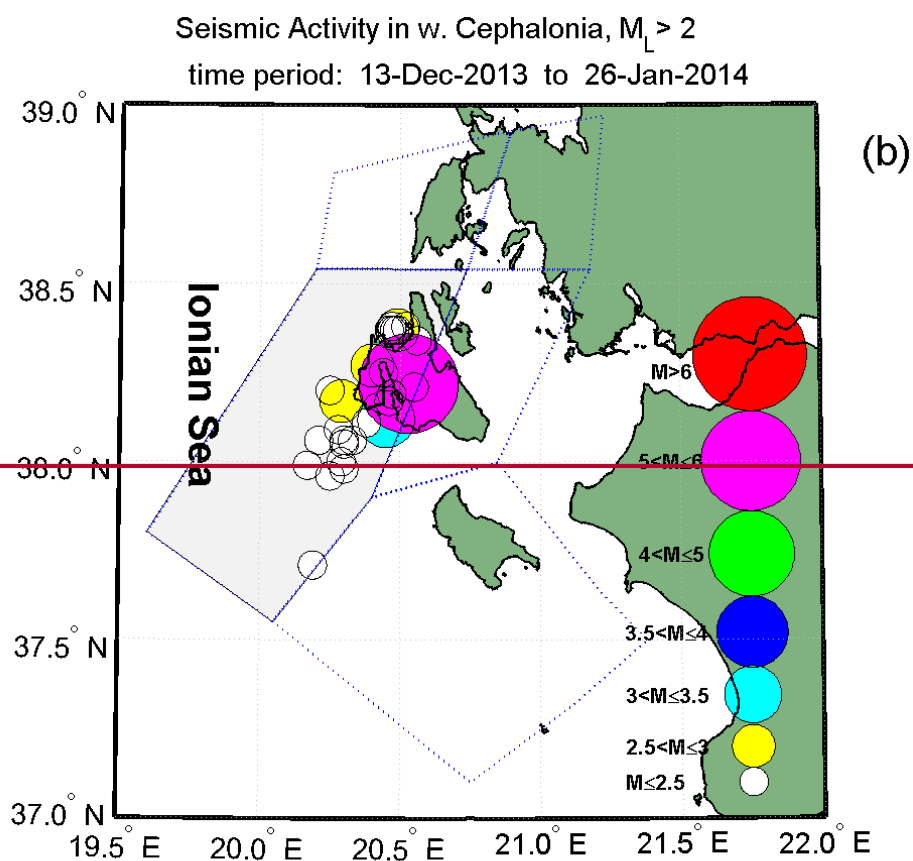 Seismic Activity in w. Cephalonia, M_L > 2
time period: 13-Dec-2013 to 26-Jan-2014
(b)
39.0° N
38.5° N
38.0° N
37.5° N
37.0° N
Ionian Sea
M>6
5<M≤6
4<M≤5
3.5<M≤4
3<M≤3.5
2.5<M≤3
M≤2.5
19.5° E
20.0° E
20.5° E
21.0° E
21.5° E
22.0° E